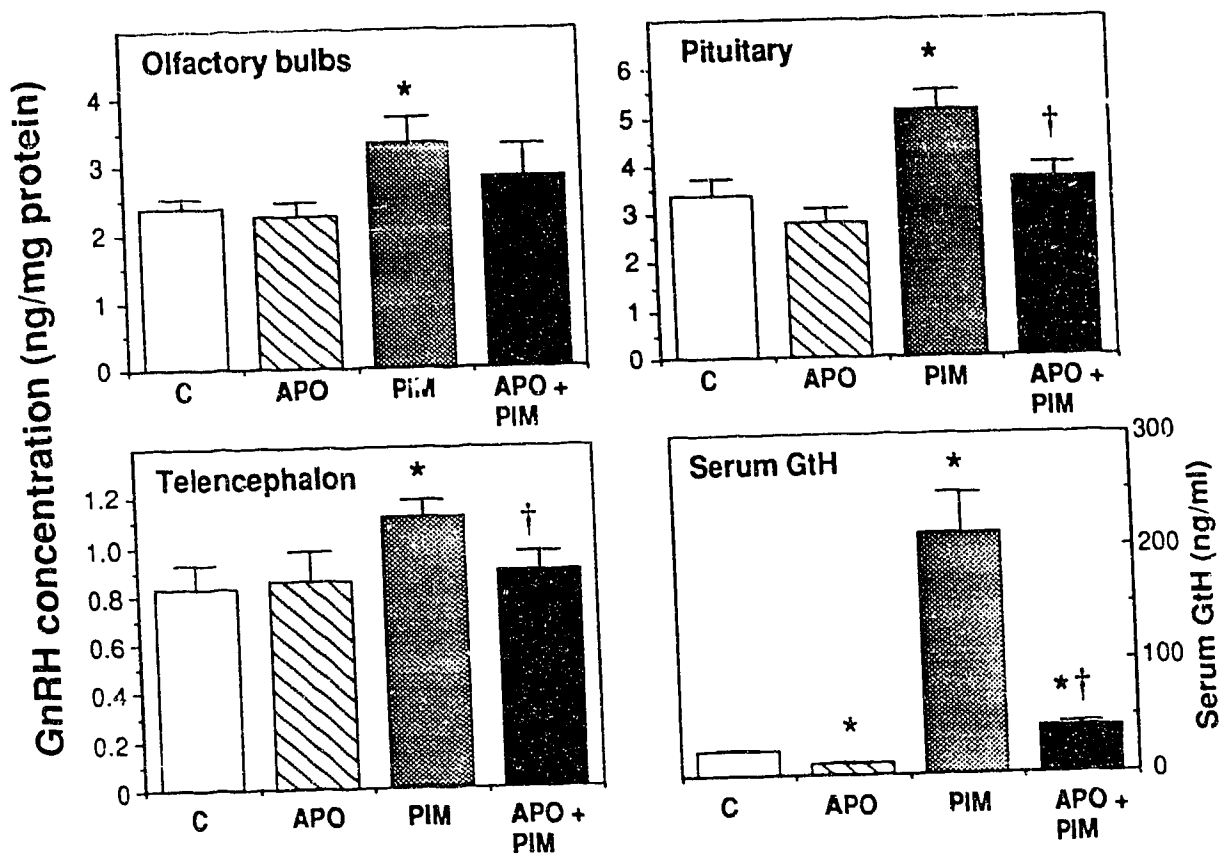 GnRH concentration (ng/mg protein)
Olfactory bulbs
4
3
2
1
0
*
C
APO
PIM
APO +
PIM
Pituitary
6
5
4
3
2
1
0
*
†
C
APO
PIM
APO +
PIM
Telencephalon
1.2
1.0
0.8
0.6
0.4
0.2
0
*
†
C
APO
PIM
APO +
PIM
Serum GtH
*
*
* †
C
APO
PIM
APO +
PIM
300
200
100
0
Serum GtH (ng/ml)